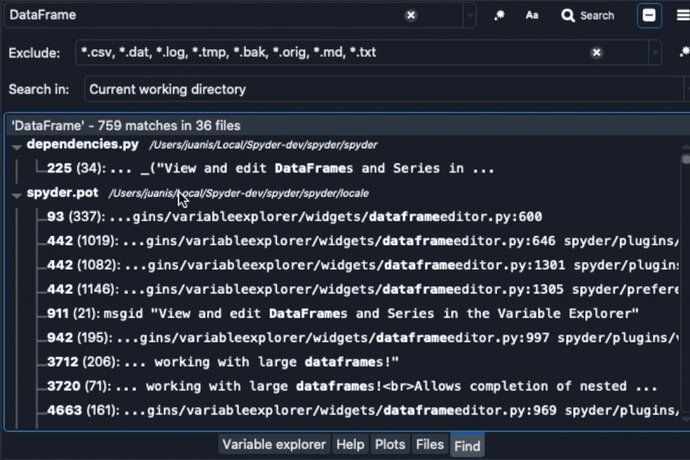 DataFrame
.* Aa Search
Exclude: *.csv, *.dat, *.log, *.tmp, *.bak, *.orig, *.md, *.txt
Search in: Current working directory
'DataFrame' - 759 matches in 36 files
dependencies.py /Users/juanis/Local/Spyder-dev/spyder/spyder
225 (34): ... _("View and edit DataFrames and Series in ...
spyder.pot /Users/juanis/Local/Spyder-dev/spyder/spyder/locale
93 (337): ...gins/variableexplorer/widgets/dataframeeditor.py:600
442 (1019): ...gins/variableexplorer/widgets/dataframeeditor.py:646 spyder/plugins/
442 (1082): ...gins/variableexplorer/widgets/dataframeeditor.py:1301 spyder/plugins
442 (1146): ...gins/variableexplorer/widgets/dataframeeditor.py:1305 spyder/prefere
911 (21): msgid "View and edit DataFrames and Series in the Variable Explorer"
942 (195): ...gins/variableexplorer/widgets/dataframeeditor.py:997 spyder/plugins/v
3712 (206): ... working with large dataframes!"
3720 (71): ... working with large dataframes!<br>Allows completion of nested ...
4663 (161): ...gins/variableexplorer/widgets/dataframeeditor.py:969 spyder/plugins/
Variable explorer Help Plots Files Find